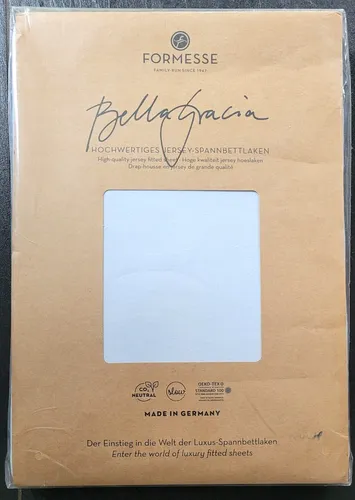 FORMESSE
FAMILY RUN SINCE 1961
BellaGracia
HOCHWERTIGES JERSEY-SPANNBETTLAKEN
High-quality jersey fitted sheet · Hoge kwaliteit jersey hoeslaken
Drap-housse en jersey de grande qualité
CO₂ NEUTRAL
slow
OEKO-TEX®
STANDARD 100
MADE IN GERMANY
Der Einstieg in die Welt der Luxus-Spannbettlaken
Enter the world of luxury fitted sheets